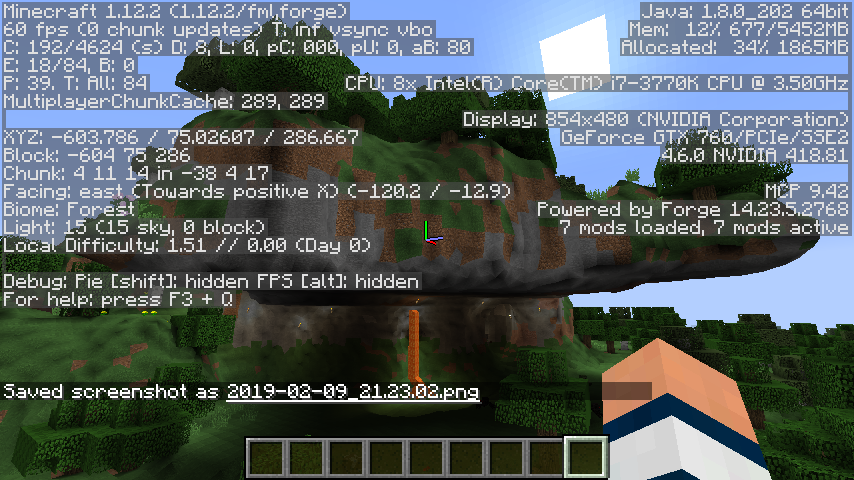 Minecraft 1.12.2 (1.12.2/fml,forge)
60 fps (0 chunk updates) T: inf vsync vbo
C: 192/4624 (s) D: 8, L: 0, pC: 000, pU: 0, aB: 80
E: 18/84, B: 0
P: 39. T: All: 84
MultiplayerChunkCache: 289, 289
XYZ: -603.786 / 75.02607 / 286.667
Block: -604 75 286
Chunk: 4 11 14 in -38 4 17
Facing: east (Towards positive X) (-120.2 / -12.9)
Biome: Forest
Light: 15 (15 sky, 0 block)
Local Difficulty: 1.51 // 0.00 (Day 0)
Debug: Pie [shift]: hidden FPS [alt]: hidden
For help: press F3 + Q
Java: 1.8.0_202 64bit
Mem: 12% 677/5452MB
Allocated: 34% 1865MB
CPU: 8x Intel(R) Core(TM) i7-3770K CPU @ 3.50GHz
Display: 854x480 (NVIDIA Corporation)
GeForce GTX 760/PCIe/SSE2
4.6.0 NVIDIA 418.81
MCP 9.42
Powered by Forge 14.23.5.2768
7 mods loaded, 7 mods active
Saved screenshot as 2019-02-09_21.23.02.png